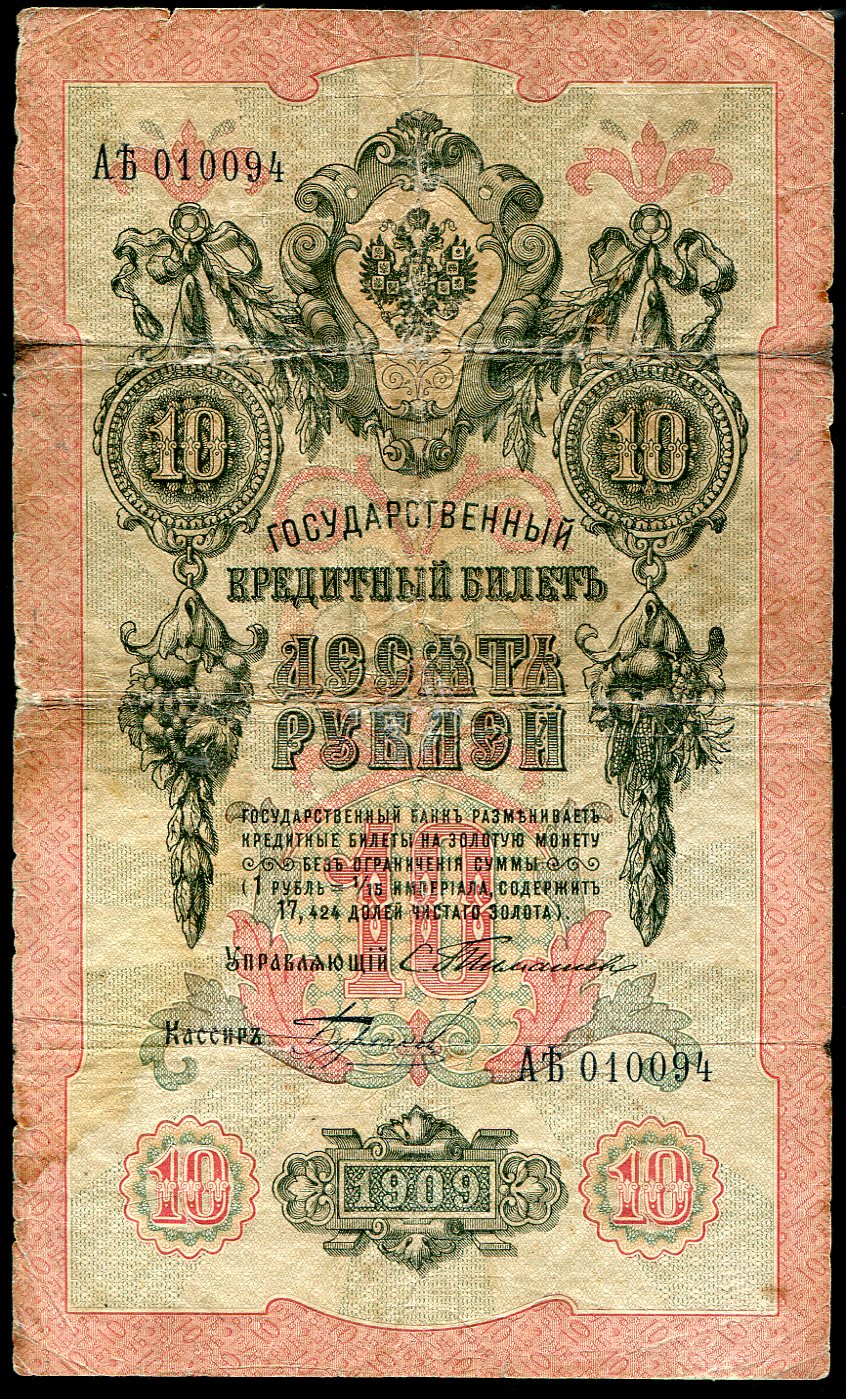 АѢ 010094
10 10
ГОСУДАРСТВЕННЫЙ
КРЕДИТНЫЙ БИЛЕТЪ
ДЕСЯТЬ
РУБЛЕЙ
ГОСУДАРСТВЕННЫЙ БАНКЪ РАЗМѢНИВАЕТЪ
КРЕДИТНЫЕ БИЛЕТЫ НА ЗОЛОТУЮ МОНЕТУ
БЕЗЪ ОГРАНИЧЕНІЯ СУММЫ
(1 РУБЛЬ = 1/15 ИМПЕРІАЛА, СОДЕРЖИТЪ
17,424 ДОЛЕЙ ЧИСТАГО ЗОЛОТА).
10
Управляющій
Кассиръ
АѢ 010094
10 1909 10